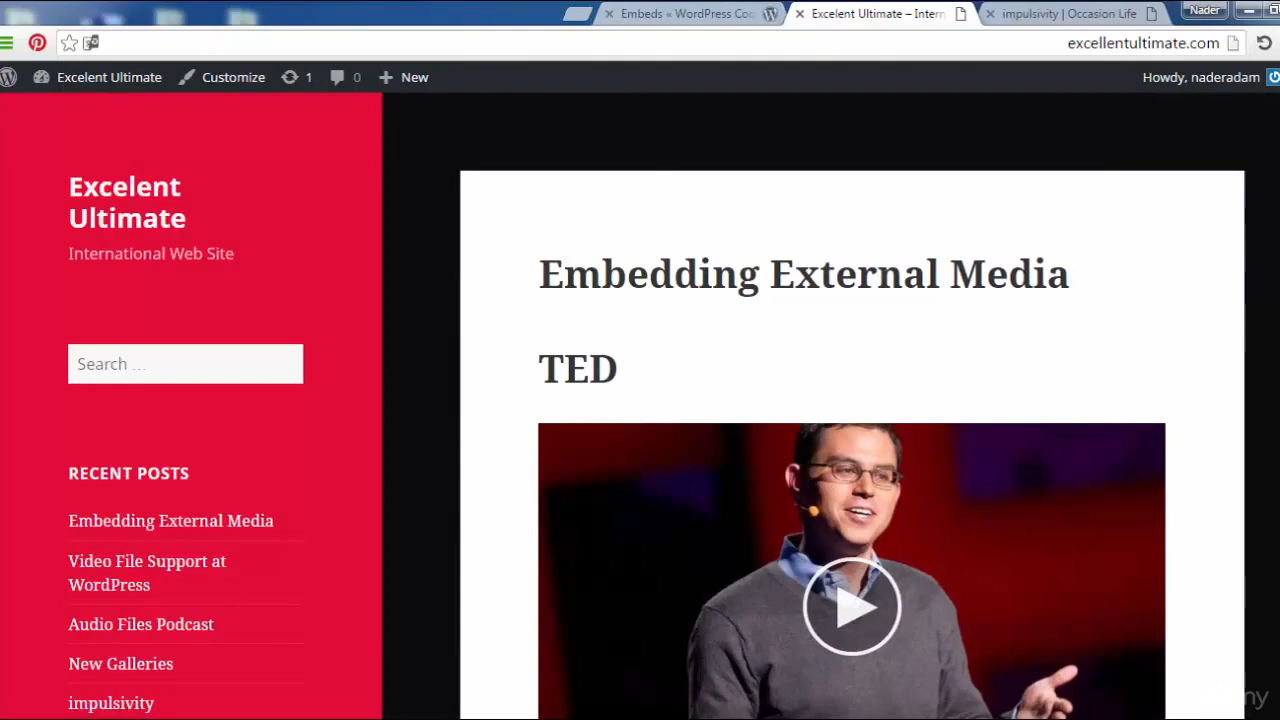 Embeds « WordPress Coc
Excelent Ultimate – Intern
impulsivity | Occasion Life
Nader
excellentultimate.com
Excelent Ultimate
Customize
1
0
New
Howdy, naderadam
Excelent
Ultimate
International Web Site
Search …
RECENT POSTS
Embedding External Media
Video File Support at
WordPress
Audio Files Podcast
New Galleries
impulsivity
Embedding External Media
TED